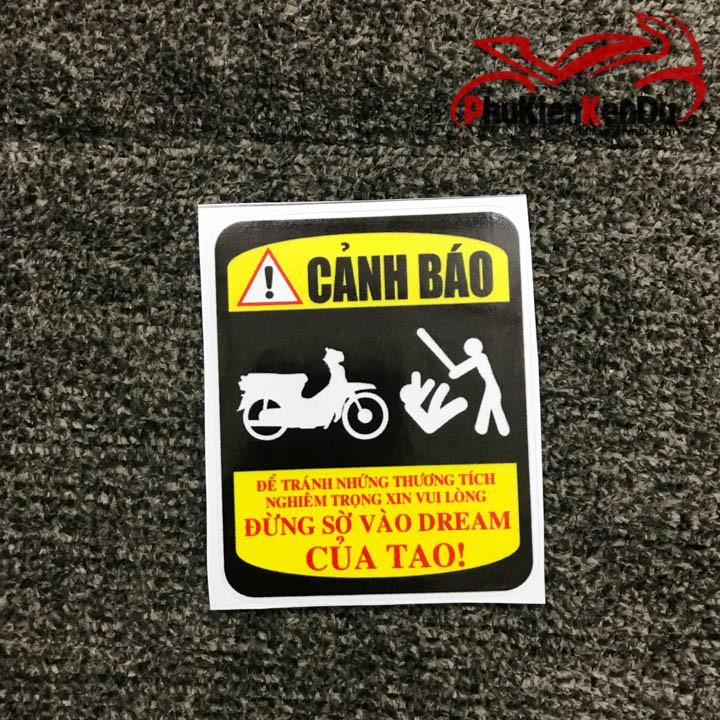 PhuKienKenDu
CẢNH BÁO
ĐỂ TRÁNH NHỮNG THƯƠNG TÍCH
NGHIÊM TRỌNG XIN VUI LÒNG
ĐỪNG SỜ VÀO DREAM
CỦA TAO!